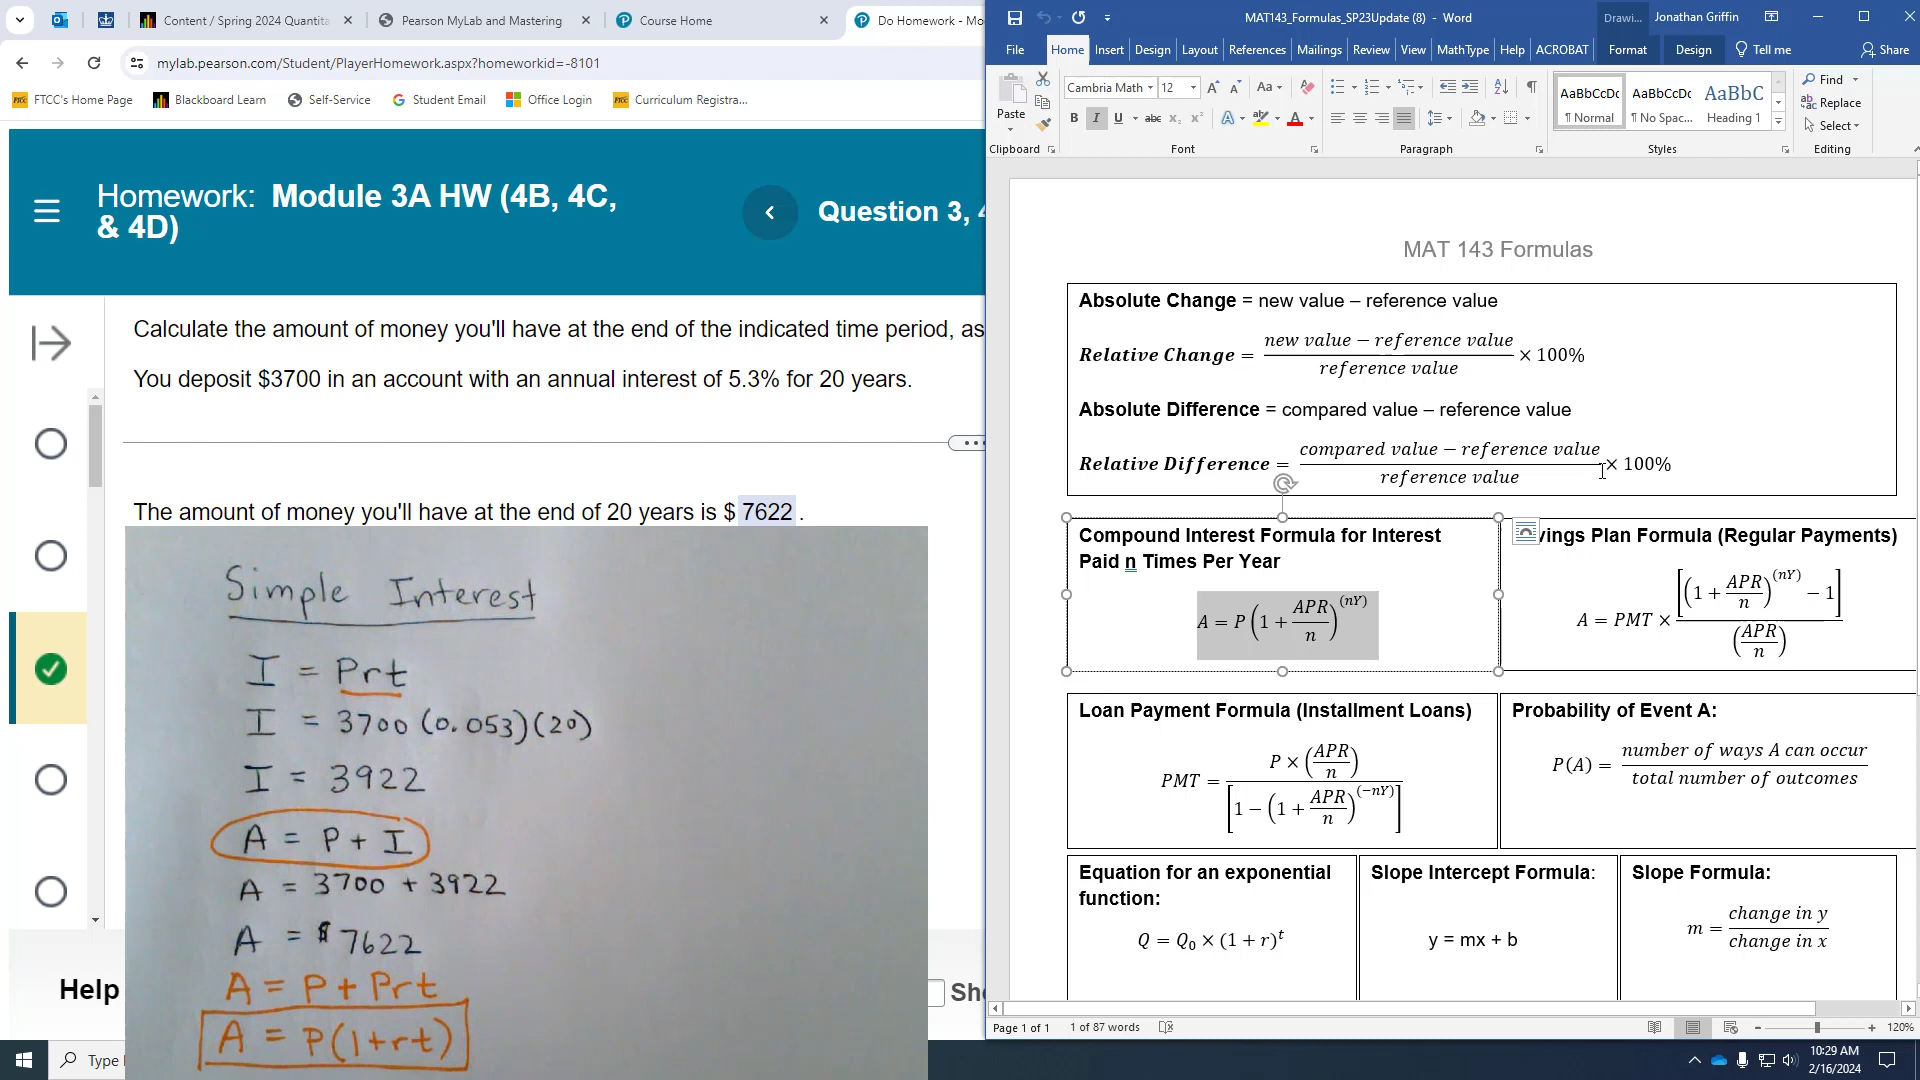 Content / Spring 2024 Quantita
Pearson MyLab and Mastering
Course Home
Do Homework - Mo
mylab.pearson.com/Student/PlayerHomework.aspx?homeworkid=-8101
FTCC's Home Page
Blackboard Learn
Self-Service
Student Email
Office Login
Curriculum Registra...
Homework: Module 3A HW (4B, 4C, & 4D)
Question 3, 4
Calculate the amount of money you'll have at the end of the indicated time period, as
You deposit $3700 in an account with an annual interest of 5.3% for 20 years.
The amount of money you'll have at the end of 20 years is $ 7622 .
Simple Interest
I = Prt
I = 3700 (0.053)(20)
I = 3922
A = P + I
A = 3700 + 3922
A = $7622
A = P + Prt
A = P(1+rt)
Help
Sho
Type
MAT143_Formulas_SP23Update (8) - Word
Drawi...
Jonathan Griffin
File
Home
Insert
Design
Layout
References
Mailings
Review
View
MathType
Help
ACROBAT
Format
Design
Tell me
Share
Paste
Clipboard
Cambria Math
12
Font
Paragraph
AaBbCcDc
¶ Normal
AaBbCcDc
¶ No Spac...
AaBbC
Heading 1
Styles
Find
Replace
Select
Editing
MAT 143 Formulas
Absolute Change = new value – reference value
Relative Change = (new value − reference value)/(reference value) × 100%
Absolute Difference = compared value – reference value
Relative Difference = (compared value − reference value)/(reference value) × 100%
Compound Interest Formula for Interest
Paid n Times Per Year
A = P(1 + APR/n)^(nY)
vings Plan Formula (Regular Payments)
A = PMT × [(1 + APR/n)^(nY) − 1]/(APR/n)
Loan Payment Formula (Installment Loans)
PMT = P × (APR/n)/[1 − (1 + APR/n)^(−nY)]
Probability of Event A:
P(A) = (number of ways A can occur)/(total number of outcomes)
Equation for an exponential
function:
Q = Q₀ × (1 + r)^t
Slope Intercept Formula:
y = mx + b
Slope Formula:
m = (change in y)/(change in x)
Page 1 of 1
1 of 87 words
120%
10:29 AM
2/16/2024